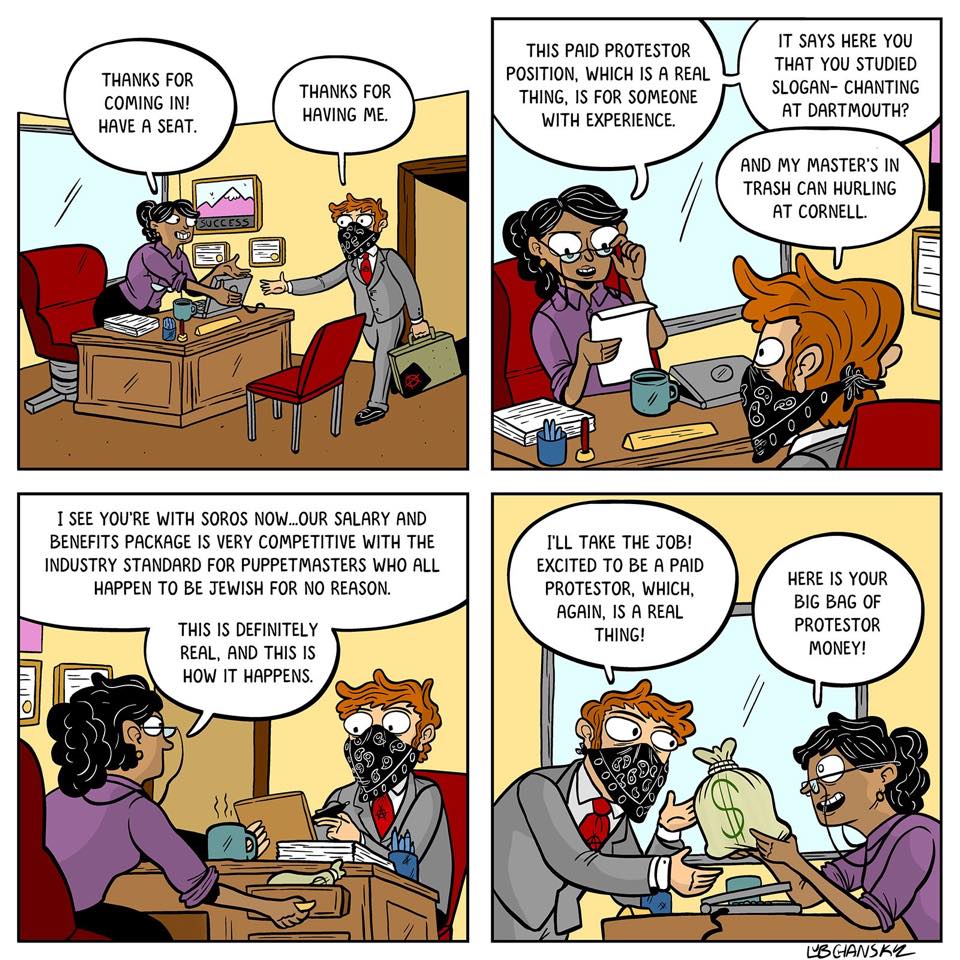 THANKS FOR
COMING IN!
HAVE A SEAT.
THANKS FOR
HAVING ME.
SUCCESS
THIS PAID PROTESTOR
POSITION, WHICH IS A REAL
THING, IS FOR SOMEONE
WITH EXPERIENCE.
IT SAYS HERE YOU
THAT YOU STUDIED
SLOGAN- CHANTING
AT DARTMOUTH?
AND MY MASTER'S IN
TRASH CAN HURLING
AT CORNELL.
I SEE YOU'RE WITH SOROS NOW...OUR SALARY AND
BENEFITS PACKAGE IS VERY COMPETITIVE WITH THE
INDUSTRY STANDARD FOR PUPPETMASTERS WHO ALL
HAPPEN TO BE JEWISH FOR NO REASON.
THIS IS DEFINITELY
REAL, AND THIS IS
HOW IT HAPPENS.
I'LL TAKE THE JOB!
EXCITED TO BE A PAID
PROTESTOR, WHICH,
AGAIN, IS A REAL
THING!
HERE IS YOUR
BIG BAG OF
PROTESTOR
MONEY!
$
LUBCHANSKY